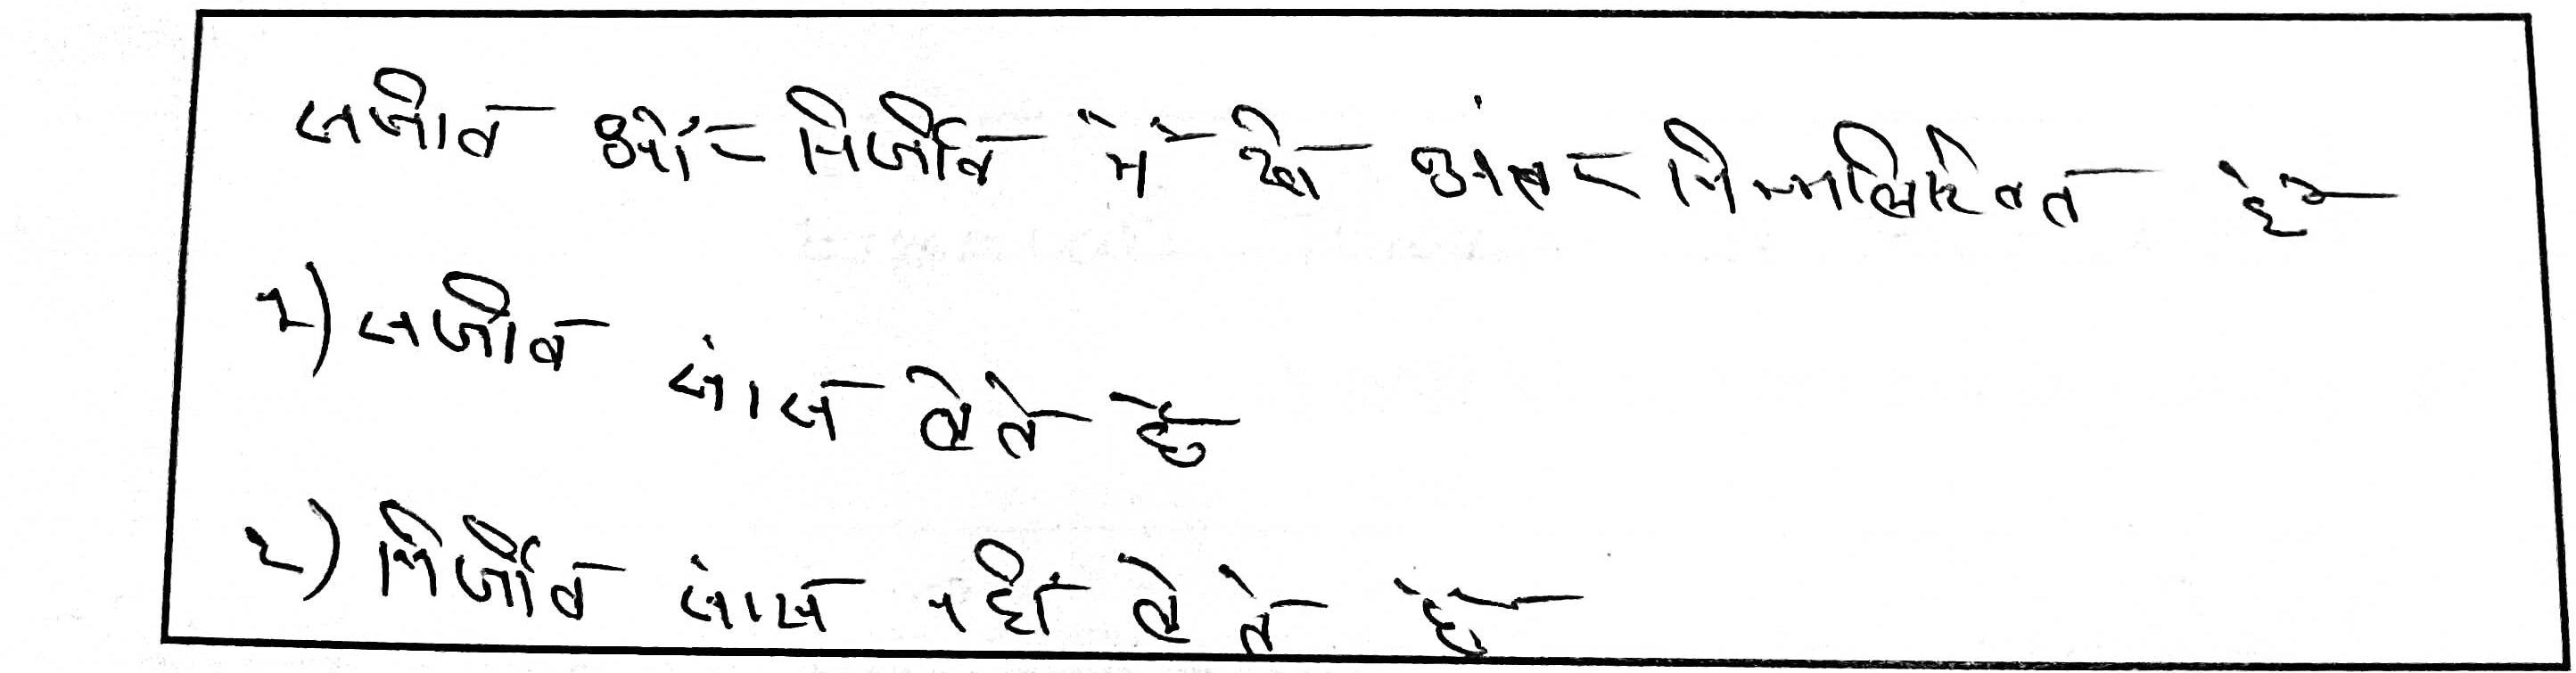 सजीव और निर्जीव में अंतर निम्नलिखित है
1) सजीव सांस लेते है
2) निर्जीव सांस नहीं लेते है